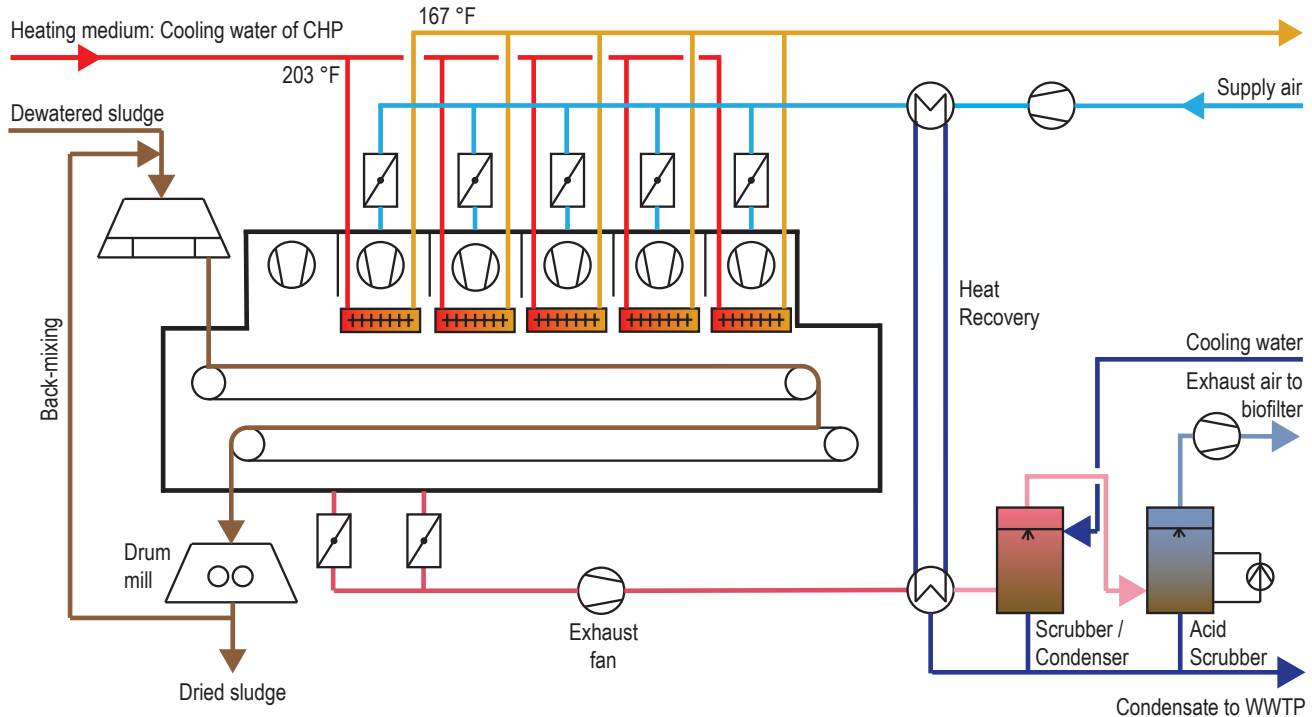 167 °F
Heating medium: Cooling water of CHP
203 °F
Supply air
Dewatered sludge
Heat
Recovery
Back-mixing
Cooling water
Exhaust air to
biofilter
Drum
mill
Exhaust
fan
Scrubber /
Condenser
Acid
Scrubber
Dried sludge
Condensate to WWTP